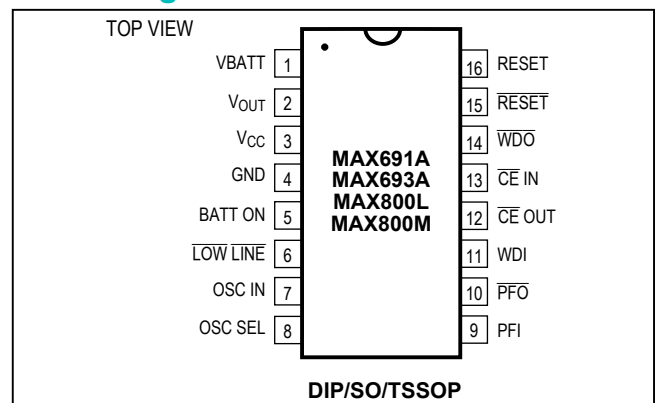 TOP VIEW
VBATT 1
VOUT 2
VCC 3
GND 4
BATT ON 5
LOW LINE 6
OSC IN 7
OSC SEL 8
MAX691A
MAX693A
MAX800L
MAX800M
16 RESET
15 RESET
14 WDO
13 CE IN
12 CE OUT
11 WDI
10 PFO
9 PFI
DIP/SO/TSSOP